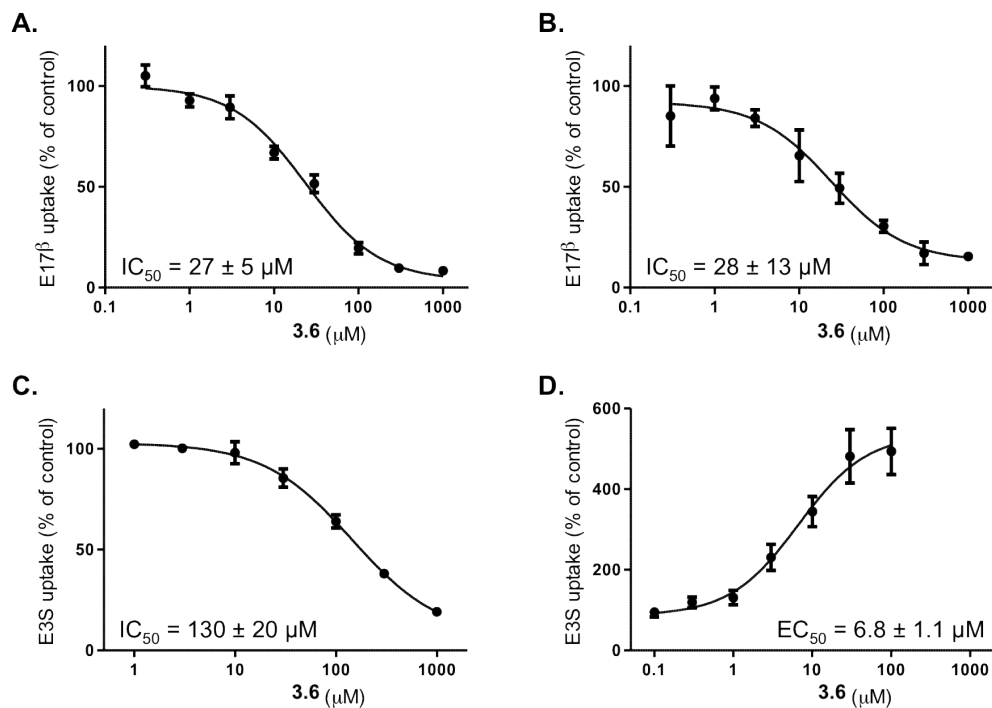 A.
E17β uptake (% of control)
100
50
0
IC50 = 27 ± 5 μM
0.1 1 10 100 1000
3.6 (μM)
B.
E17β uptake (% of control)
100
50
0
IC50 = 28 ± 13 μM
0.1 1 10 100 1000
3.6 (μM)
C.
E3S uptake (% of control)
100
50
0
IC50 = 130 ± 20 μM
1 10 100 1000
3.6 (μM)
D.
E3S uptake (% of control)
600
400
200
0
EC50 = 6.8 ± 1.1 μM
0.1 1 10 100 1000
3.6 (μM)